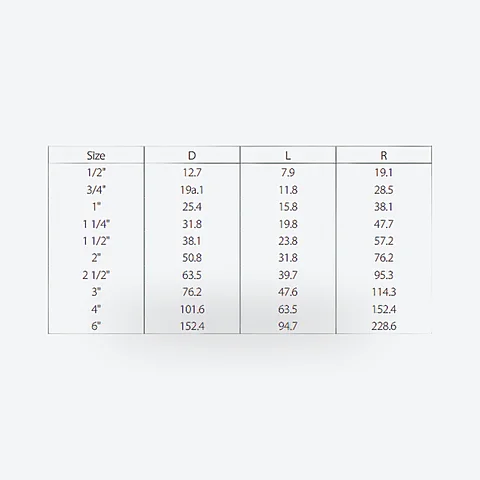 Size D L R
1/2" 12.7 7.9 19.1
3/4" 19a.1 11.8 28.5
1" 25.4 15.8 38.1
1 1/4" 31.8 19.8 47.7
1 1/2" 38.1 23.8 57.2
2" 50.8 31.8 76.2
2 1/2" 63.5 39.7 95.3
3" 76.2 47.6 114.3
4" 101.6 63.5 152.4
6" 152.4 94.7 228.6